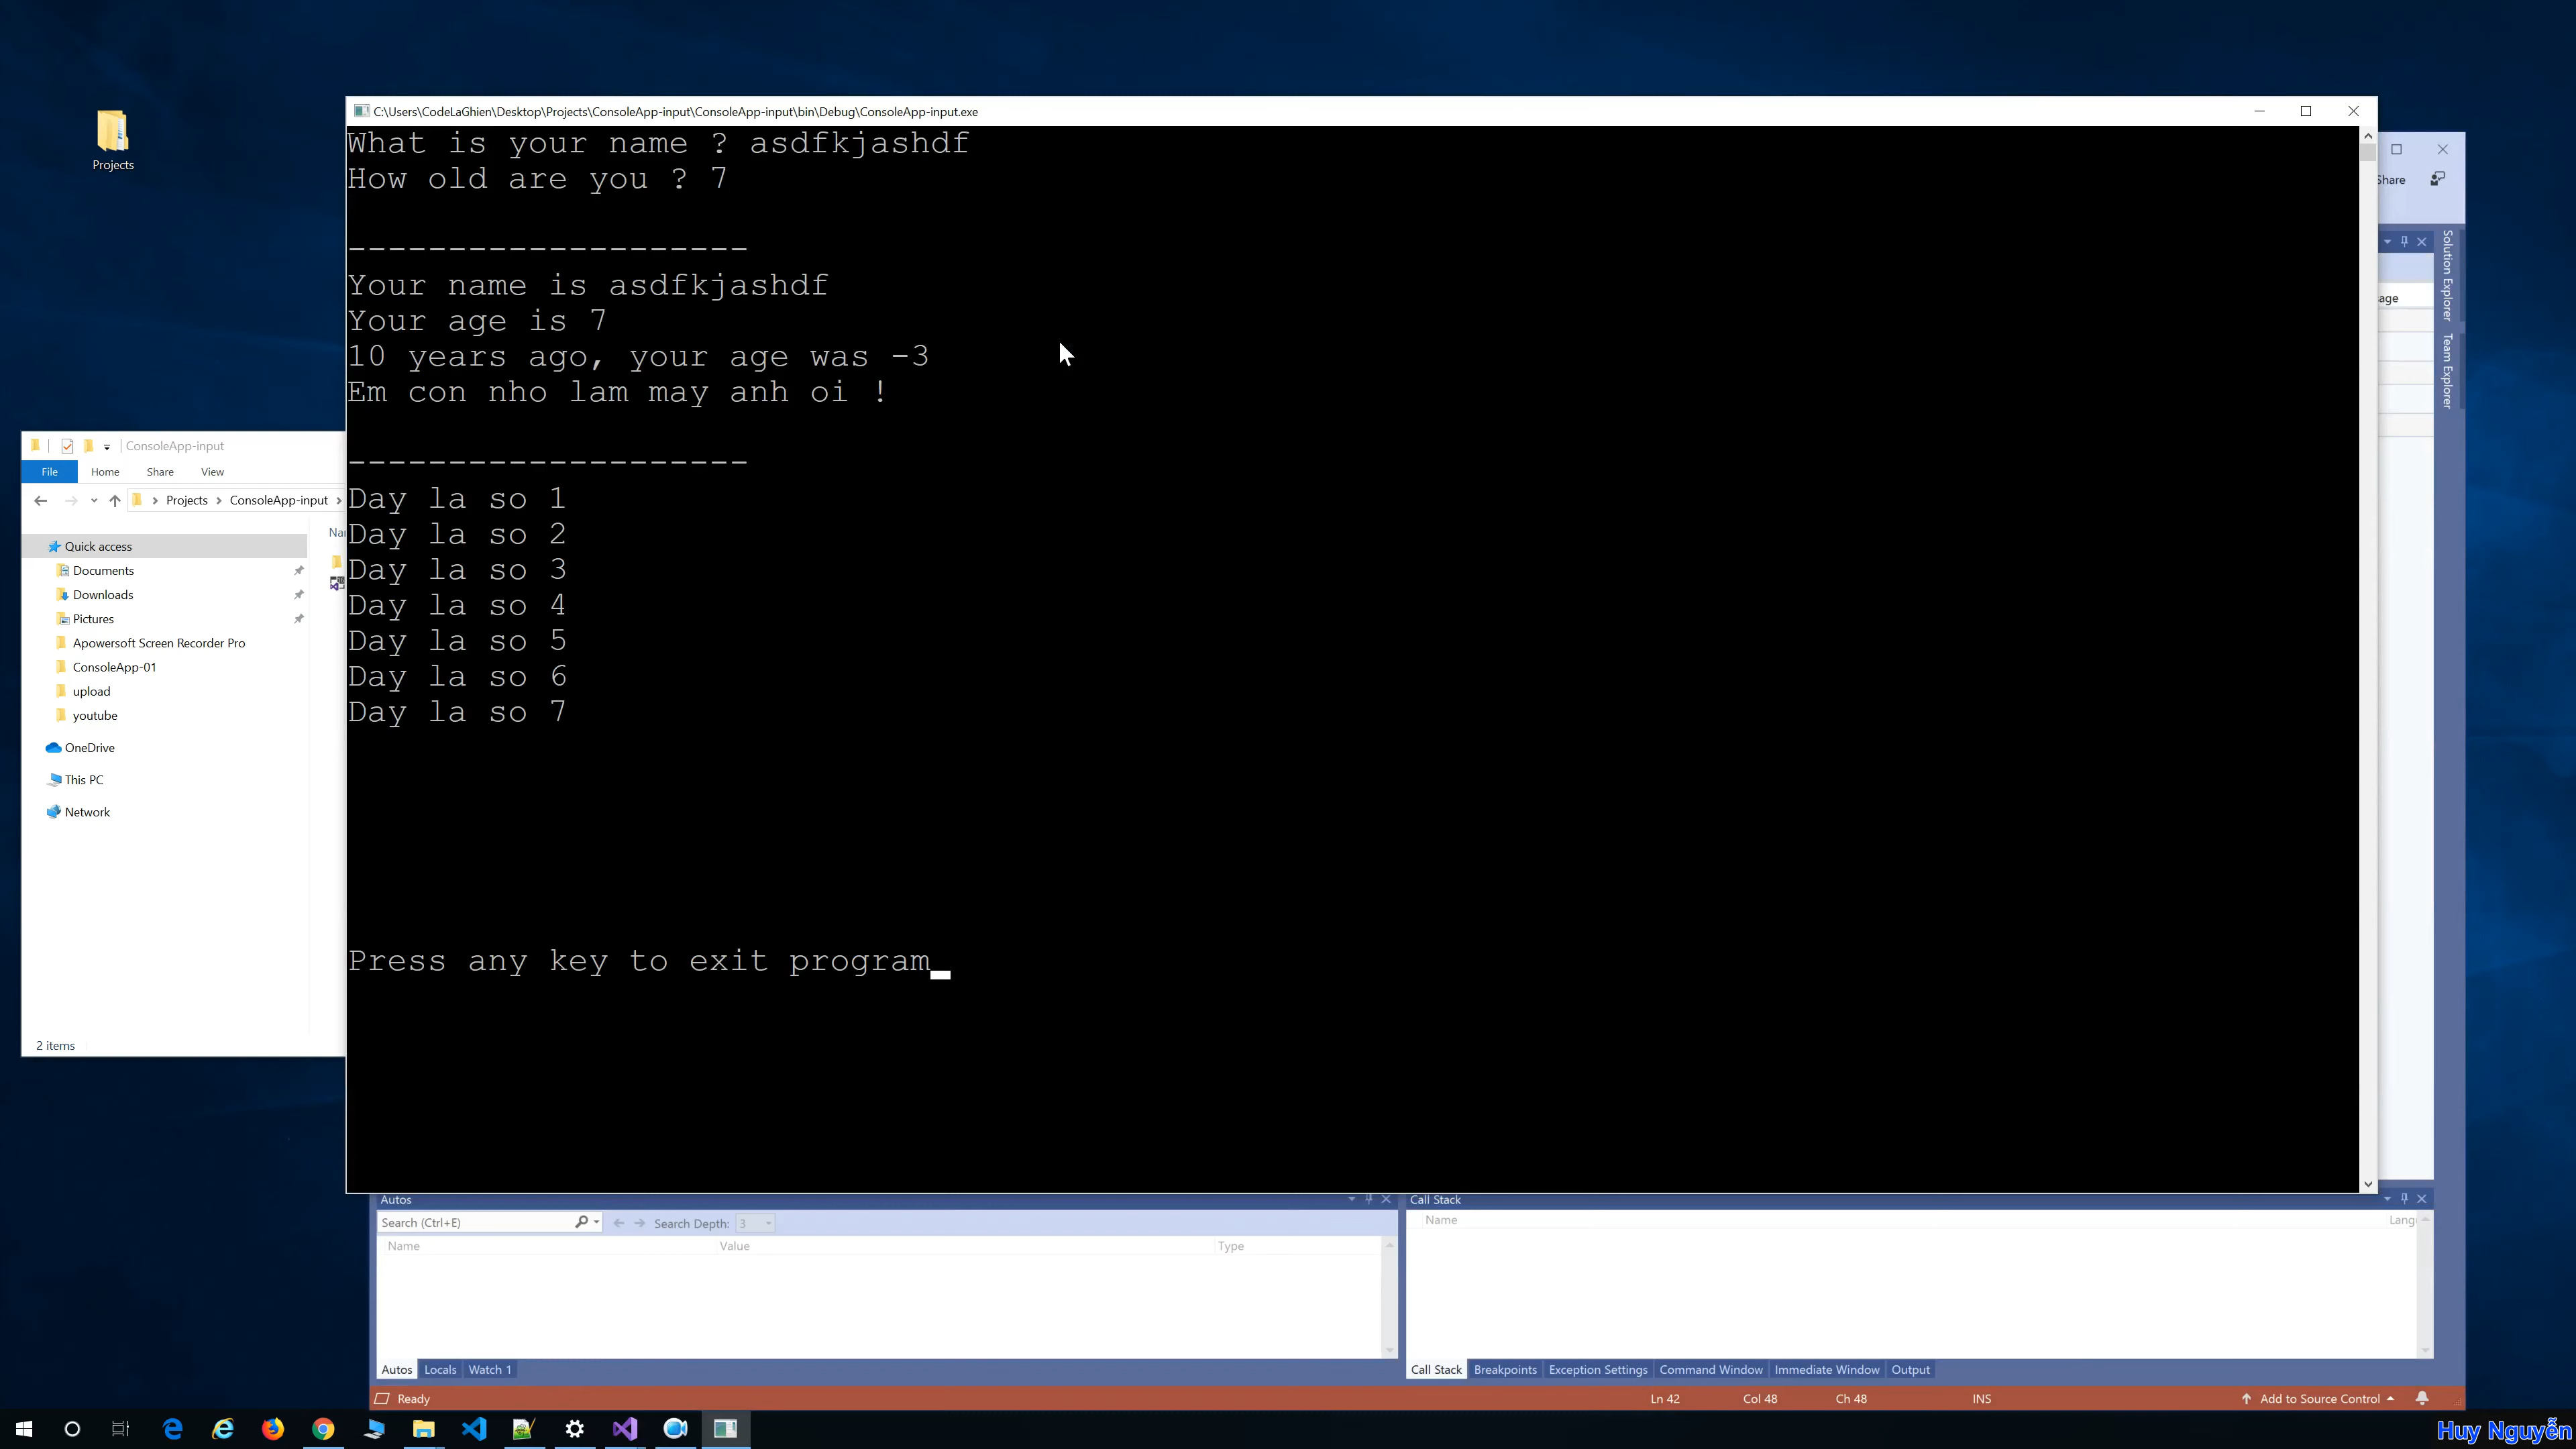 Projects
C:\Users\CodeLaGhien\Desktop\Projects\ConsoleApp-input\ConsoleApp-input\bin\Debug\ConsoleApp-input.exe
What is your name ? asdfkjashdf
How old are you ? 7
--------------------
Your name is asdfkjashdf
Your age is 7
10 years ago, your age was -3
Em con nho lam may anh oi !
--------------------
Day la so 1
Day la so 2
Day la so 3
Day la so 4
Day la so 5
Day la so 6
Day la so 7
Press any key to exit program
ConsoleApp-input
File Home Share View
Projects ConsoleApp-input
Quick access
Documents
Downloads
Pictures
Apowersoft Screen Recorder Pro
ConsoleApp-01
upload
youtube
OneDrive
This PC
Network
2 items
Share
Solution Explorer
Team Explorer
Autos
Search (Ctrl+E) Search Depth: 3
Name Value Type
Autos Locals Watch 1
Call Stack
Name
Call Stack Breakpoints Exception Settings Command Window Immediate Window Output
Ready Ln 42 Col 48 Ch 48 INS Add to Source Control
Huy Nguyễn